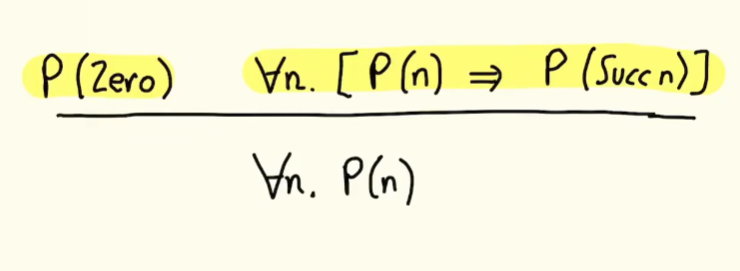 P(Zero) ∀n. [P(n) ⇒ P(Succ n)]
∀n. P(n)